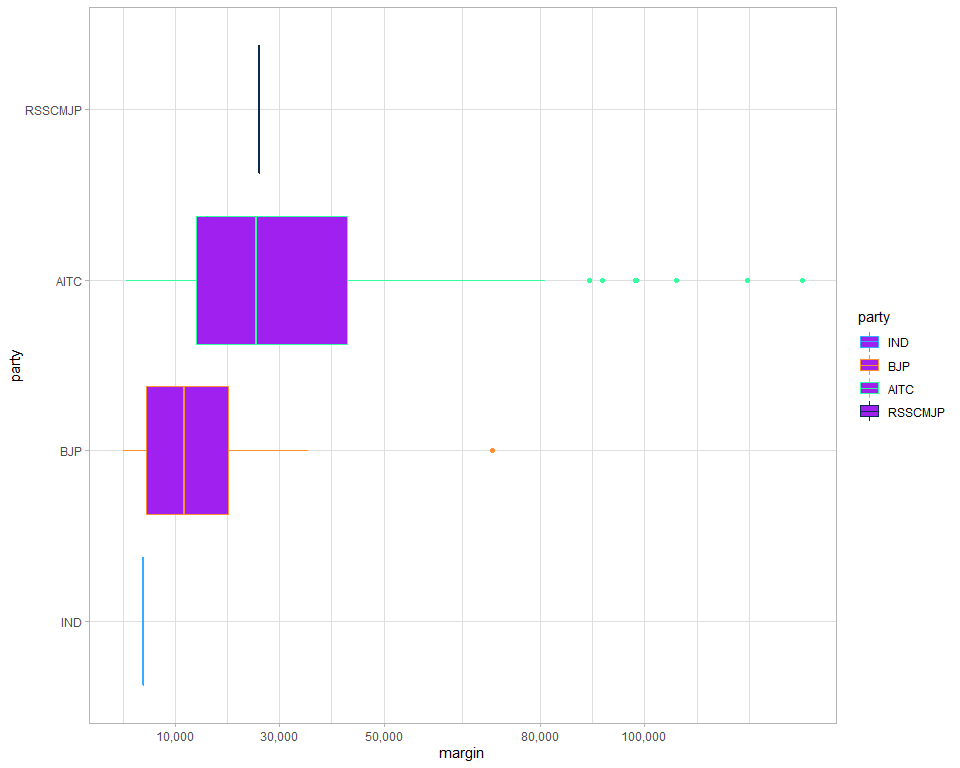 RSSCMJP
AITC
BJP
IND
party
10,000 30,000 50,000 80,000 100,000
margin
party
IND
BJP
AITC
RSSCMJP